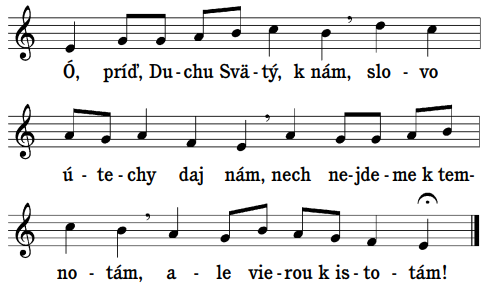 Ó, príď, Du-chu Svä-tý, k nám, slo-vo
ú-te-chy daj nám, nech ne-jde-me k tem-
no-tám, a-le vie-rou k is-to-tám!